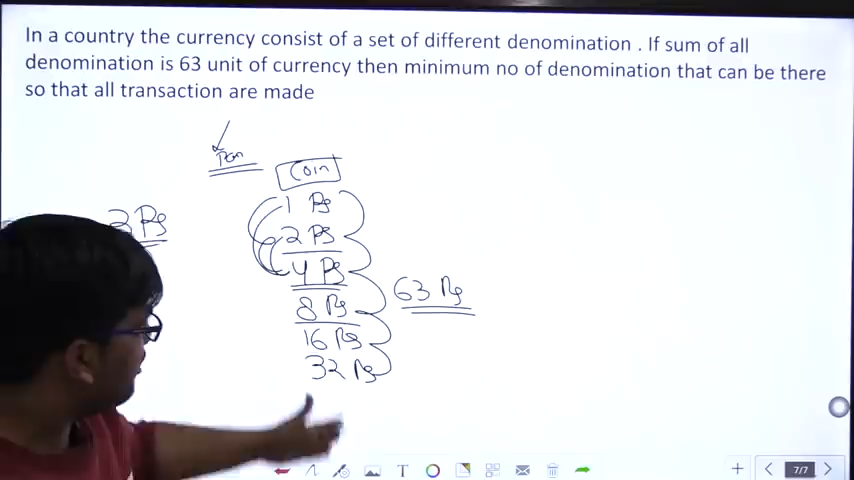 In a country the currency consist of a set of different denomination . If sum of all
denomination is 63 unit of currency then minimum no of denomination that can be there
so that all transaction are made
Coin
1 Rs
3 Rs
2 Rs
4 Rs
63 Rs
8 Rs
16 Rs
32 Rs
T
7/7